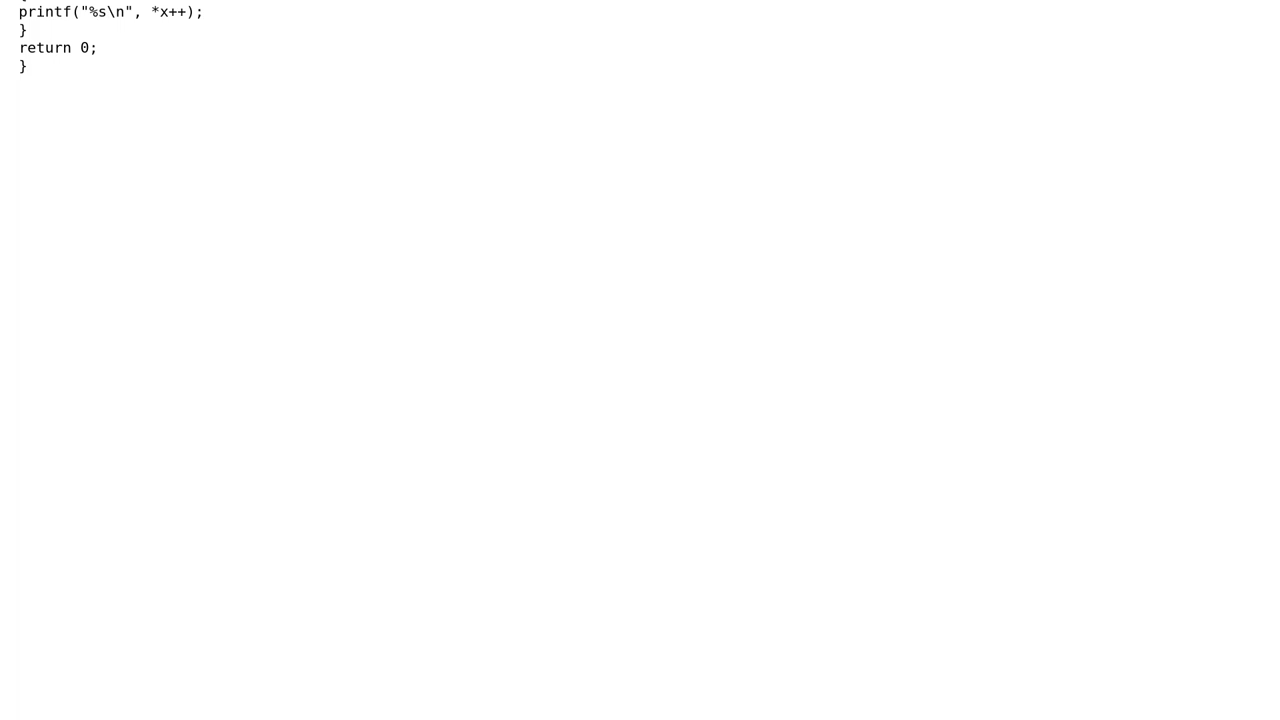 printf("%s\n", *x++);
}
return 0;
}